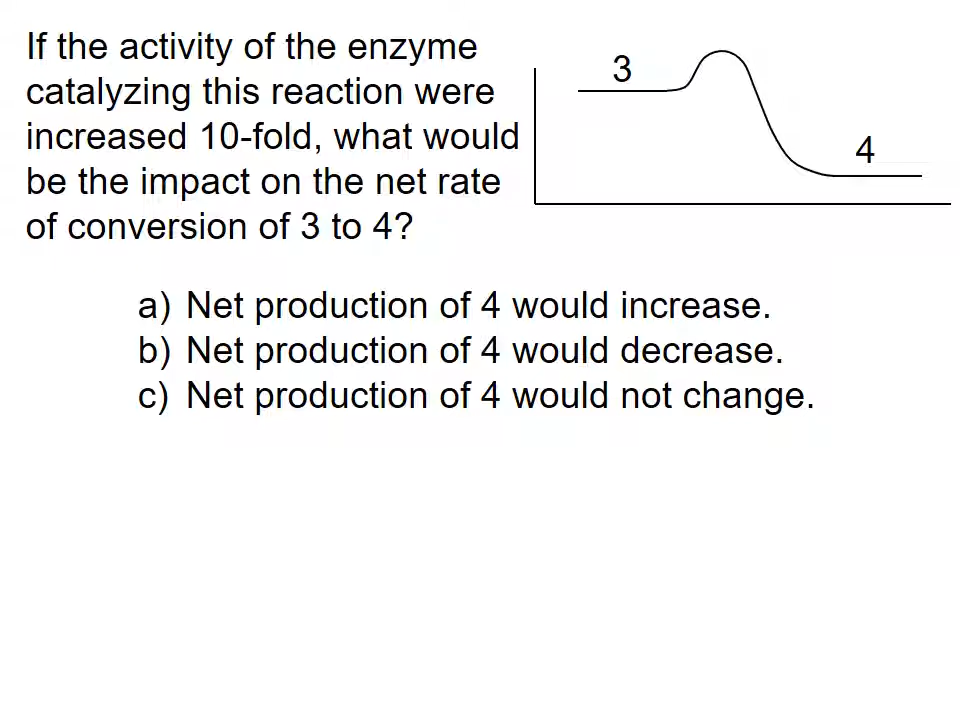 If the activity of the enzyme
catalyzing this reaction were
increased 10-fold, what would
be the impact on the net rate
of conversion of 3 to 4?
3
4
a) Net production of 4 would increase.
b) Net production of 4 would decrease.
c) Net production of 4 would not change.